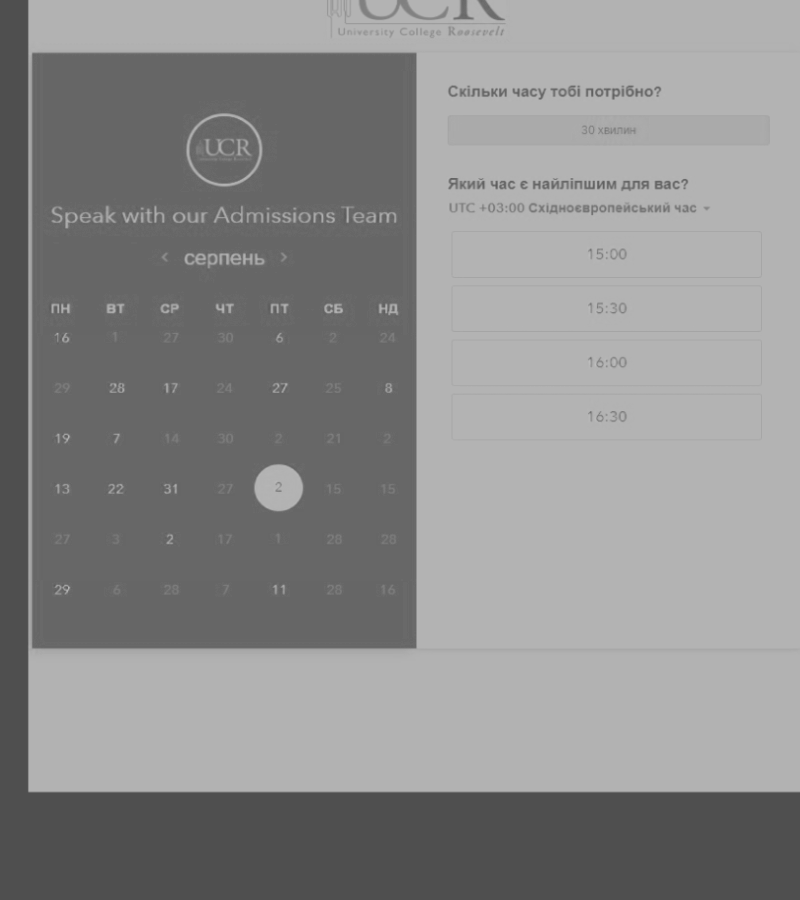 UCR
University College Roosevelt
UCR
Speak with our Admissions Team
< серпень >
ПН ВТ СР ЧТ ПТ СБ НД
16 1 27 30 6 2 24
29 28 17 24 27 25 8
19 7 14 30 2 21 2
13 22 31 27 2 15 15
27 3 2 17 1 28 28
29 6 28 7 11 28 16
Скільки часу тобі потрібно?
30 хвилин
Який час є найліпшим для вас?
UTC +03:00 Східноєвропейський час
15:00
15:30
16:00
16:30